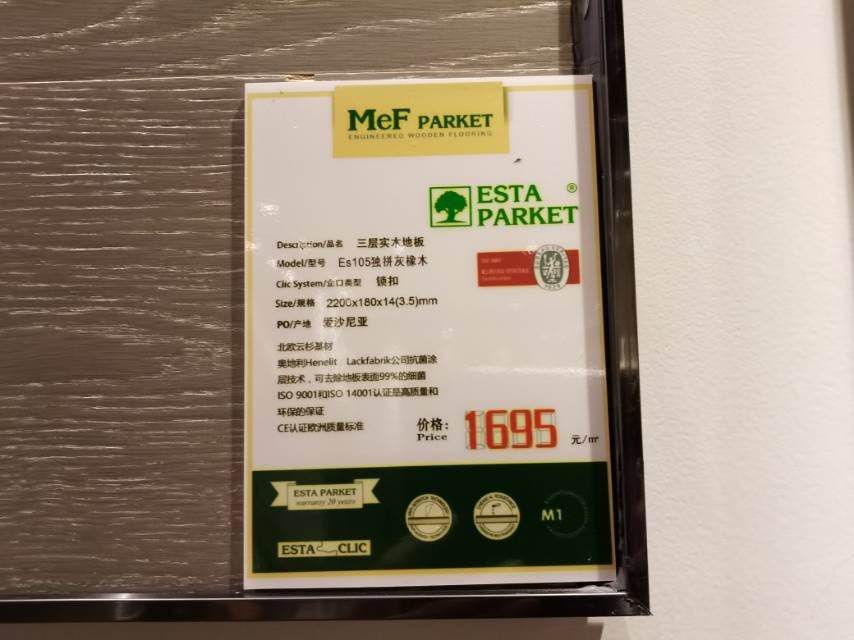 MeF PARKET
ENGINEERED WOODEN FLOORING
ESTA
PARKET®
Description/品名 三层实木地板
Model/型号 Es105独拼灰橡木
Clic System/企口类型 锁扣
Size/规格 2200x180x14(3.5)mm
PO/产地 爱沙尼亚
北欧云杉基材
奥地利Henelit Lackfabrik公司抗菌涂
层技术，可去除地板表面99%的细菌
ISO 9001和ISO 14001认证是高质量和
环保的保证
CE认证欧洲质量标准
价格：
Price
1695
元/㎡
ESTA PARKET
warranty 20 years
M1
ESTA CLIC